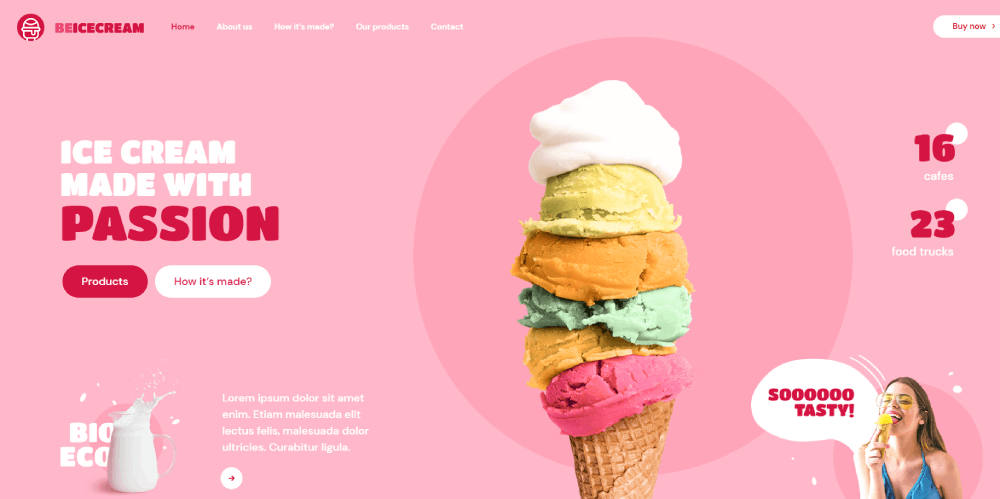 BEICECREAM
Home
About us
How it's made?
Our products
Contact
Buy now
ICE CREAM
MADE WITH
PASSION
Products
How it's made?
16
cafes
23
food trucks
BIO
ECO
Lorem ipsum dolor sit amet
enim. Etiam malesuada elit
lectus felis, malesuada dolor
ultricies. Curabitur ligula.
SOOOOOO
TASTY!